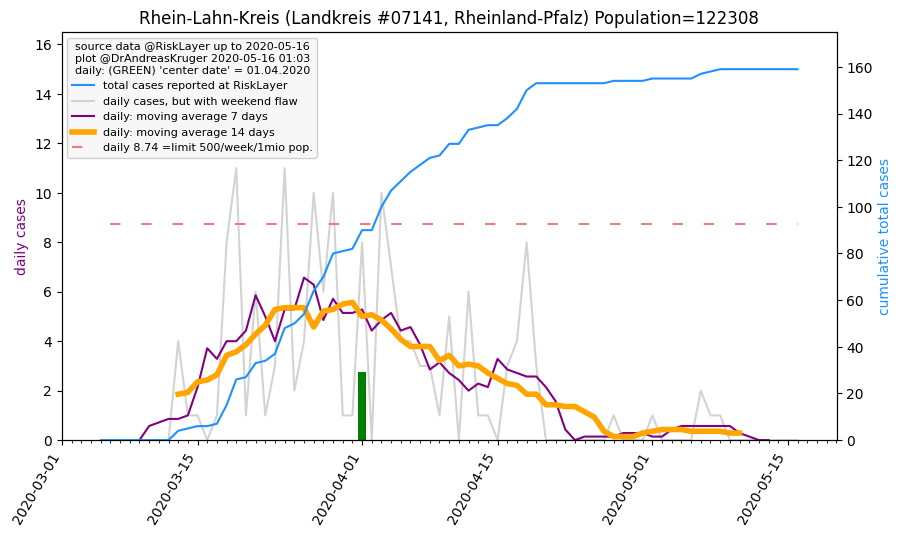 Rhein-Lahn-Kreis (Landkreis #07141, Rheinland-Pfalz) Population=122308
source data @RiskLayer up to 2020-05-16
plot @DrAndreasKruger 2020-05-16 01:03
daily: (GREEN) 'center date' = 01.04.2020
total cases reported at RiskLayer
daily cases, but with weekend flaw
daily: moving average 7 days
daily: moving average 14 days
daily 8.74 =limit 500/week/1mio pop.
daily cases
16
14
12
10
8
6
4
2
0
cumulative total cases
160
140
120
100
80
60
40
20
0
2020-03-01
2020-03-15
2020-04-01
2020-04-15
2020-05-01
2020-05-15